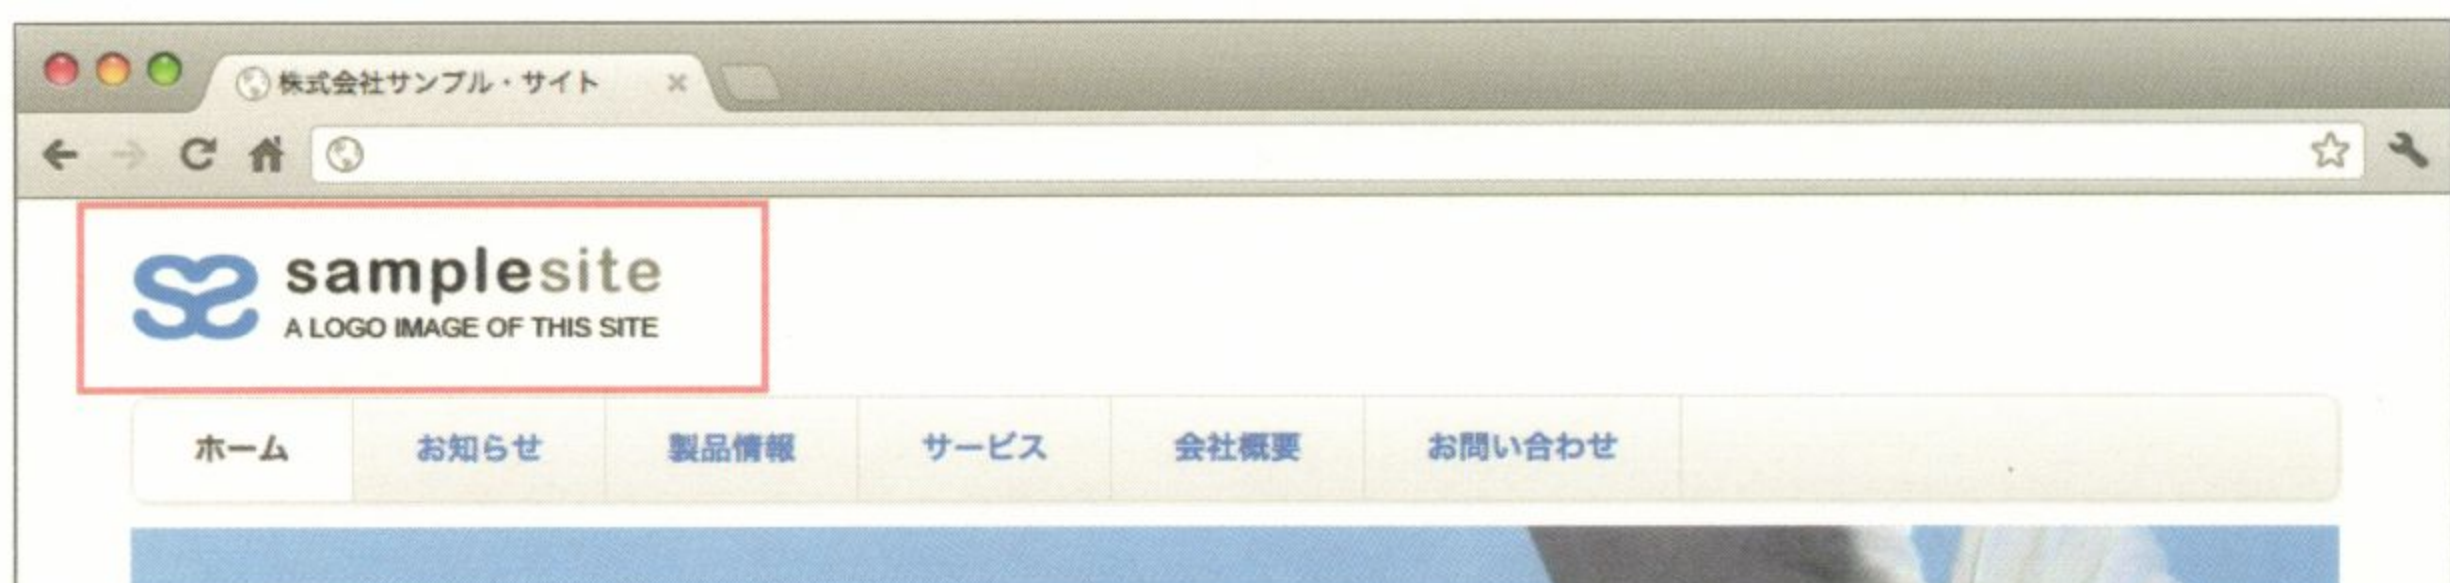 株式会社サンプル・サイト
samplesite
A LOGO IMAGE OF THIS SITE
ホーム お知らせ 製品情報 サービス 会社概要 お問い合わせ